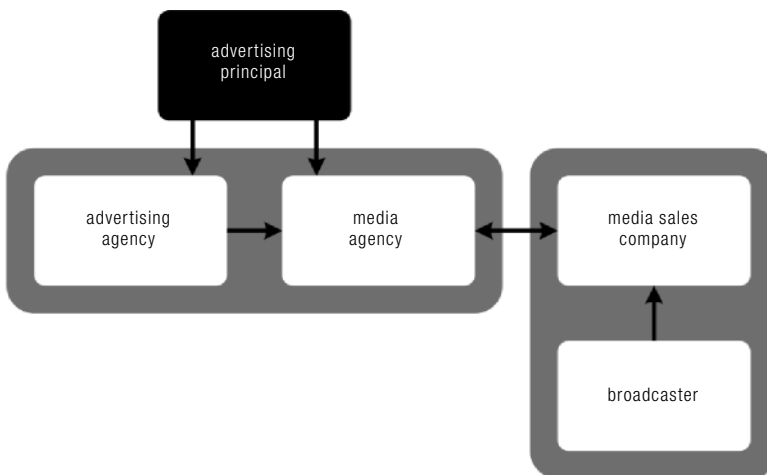 advertising
principal
advertising
agency
media
agency
media sales
company
broadcaster